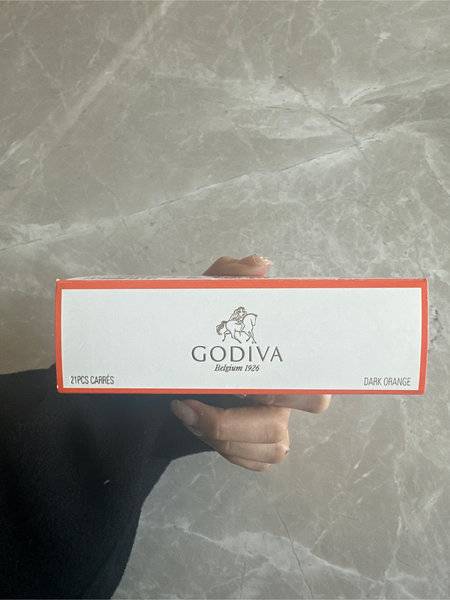 GODIVA
Belgium 1926
21PCS CARRÉS
DARK ORANGE